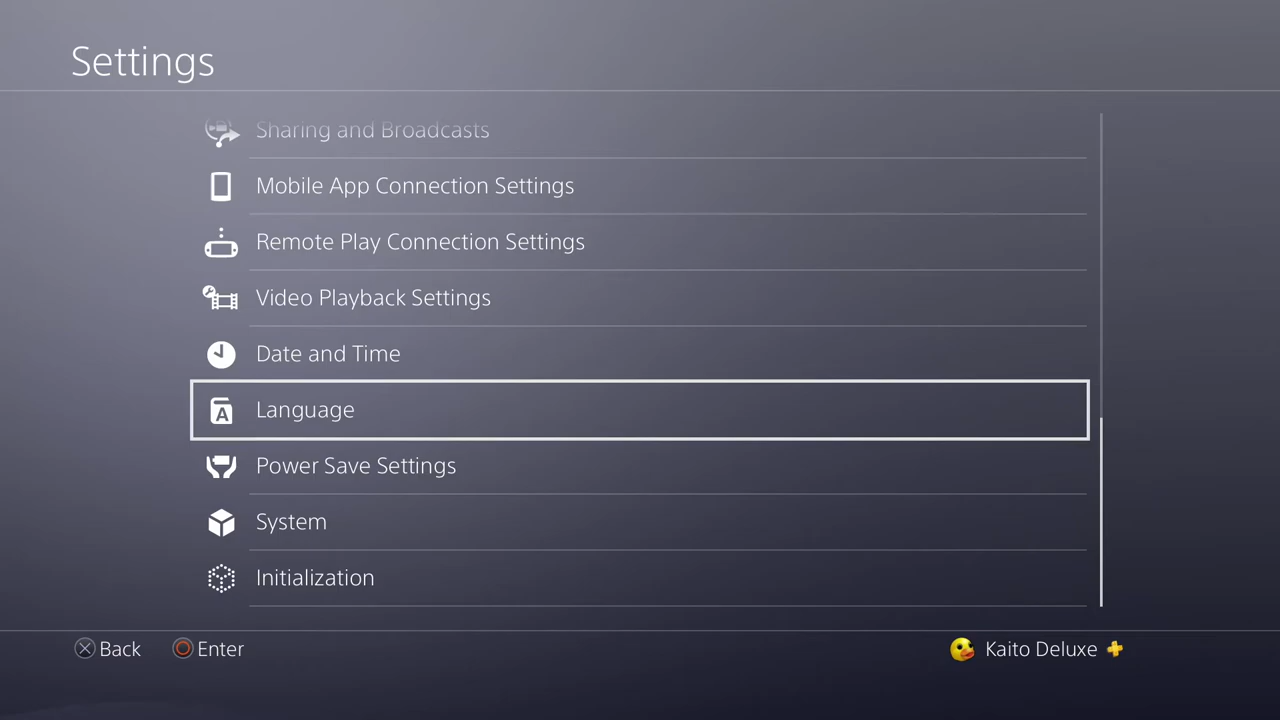 Settings
Sharing and Broadcasts
Mobile App Connection Settings
Remote Play Connection Settings
Video Playback Settings
Date and Time
Language
Power Save Settings
System
Initialization
Back Enter Kaito Deluxe